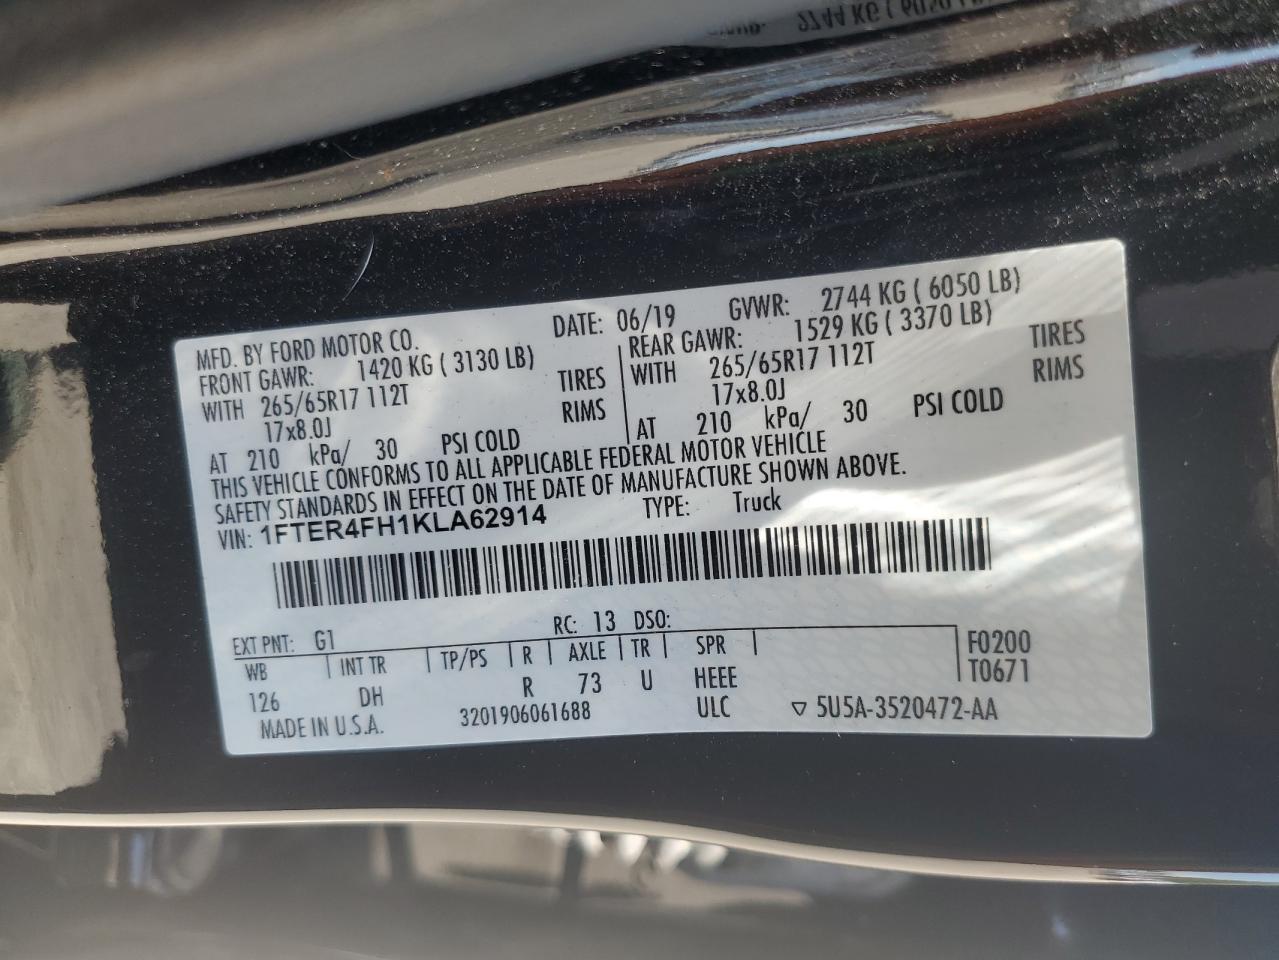 2744 KG ( 6050 LB)
MFD. BY FORD MOTOR CO. DATE: 06/19 GVWR: 2744 KG ( 6050 LB)
FRONT GAWR: 1420 KG ( 3130 LB) REAR GAWR: 1529 KG ( 3370 LB)
WITH 265/65R17 112T TIRES WITH 265/65R17 112T TIRES
17x8.0J RIMS 17x8.0J RIMS
AT 210 kPa/ 30 PSI COLD AT 210 kPa/ 30 PSI COLD
THIS VEHICLE CONFORMS TO ALL APPLICABLE FEDERAL MOTOR VEHICLE
SAFETY STANDARDS IN EFFECT ON THE DATE OF MANUFACTURE SHOWN ABOVE.
VIN: 1FTER4FH1KLA62914 TYPE: Truck
EXT PNT: G1 RC: 13 DSO:
WB INT TR TP/PS R AXLE TR SPR F0200
126 DH R 73 U HEEE T0671
MADE IN U.S.A. 3201906061688 ULC ▽ 5U5A-3520472-AA